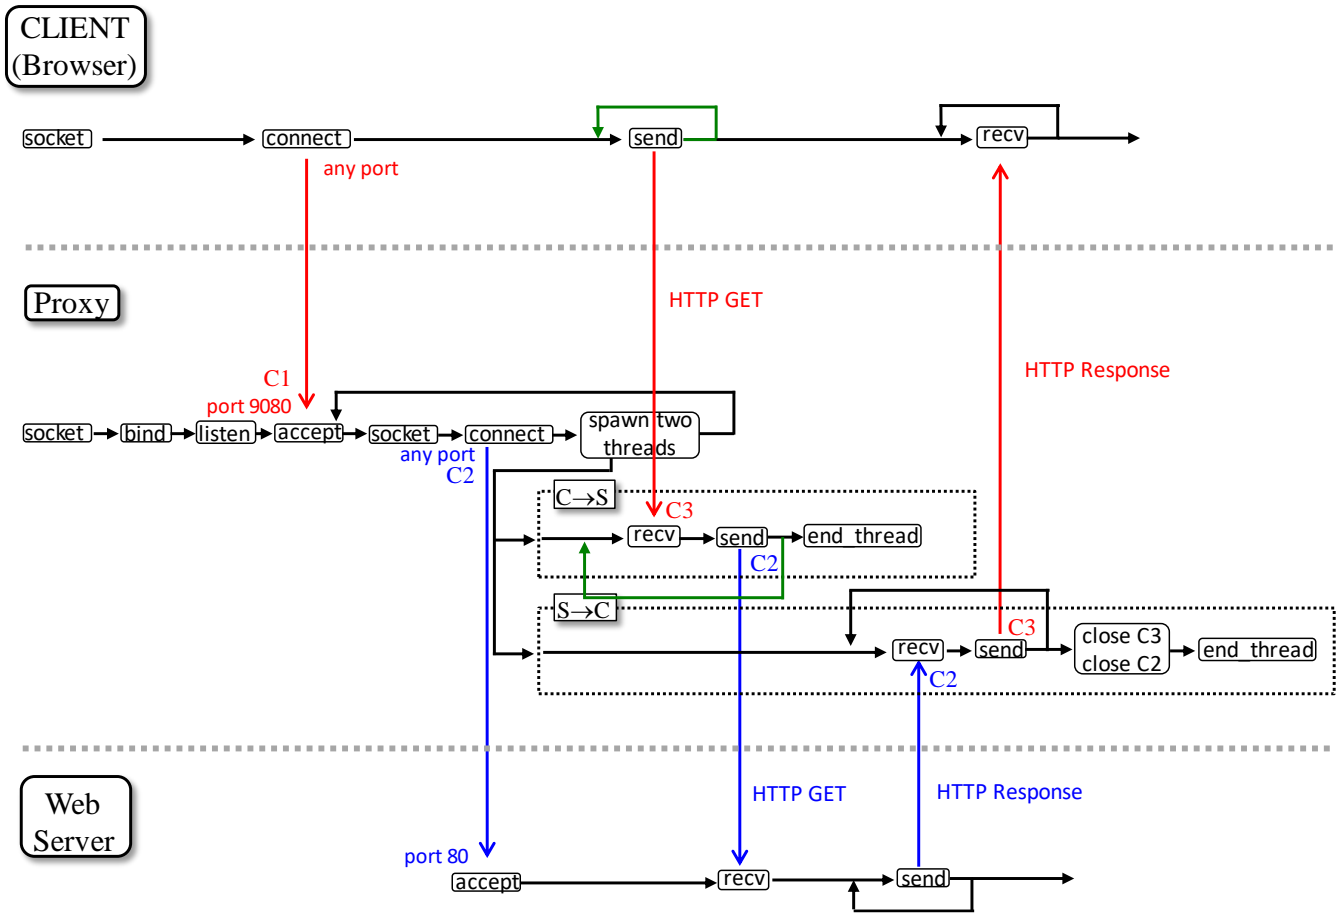 CLIENT
(Browser)
socket
connect
send
recv
any port
Proxy
HTTP GET
HTTP Response
C1
port 9080
socket
bind
listen
accept
socket
connect
spawn two
threads
any port
C2
C→S
C3
recv
send
end_thread
C2
S→C
C3
recv
send
close C3
close C2
end_thread
C2
Web
Server
HTTP GET
HTTP Response
port 80
accept
recv
send